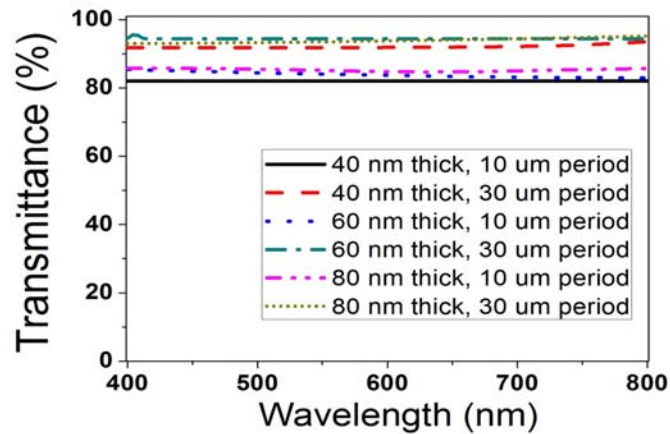 100
80
60
40
20
0
Transmittance (%)
40 nm thick, 10 um period
40 nm thick, 30 um period
60 nm thick, 10 um period
60 nm thick, 30 um period
80 nm thick, 10 um period
80 nm thick, 30 um period
400 500 600 700 800
Wavelength (nm)